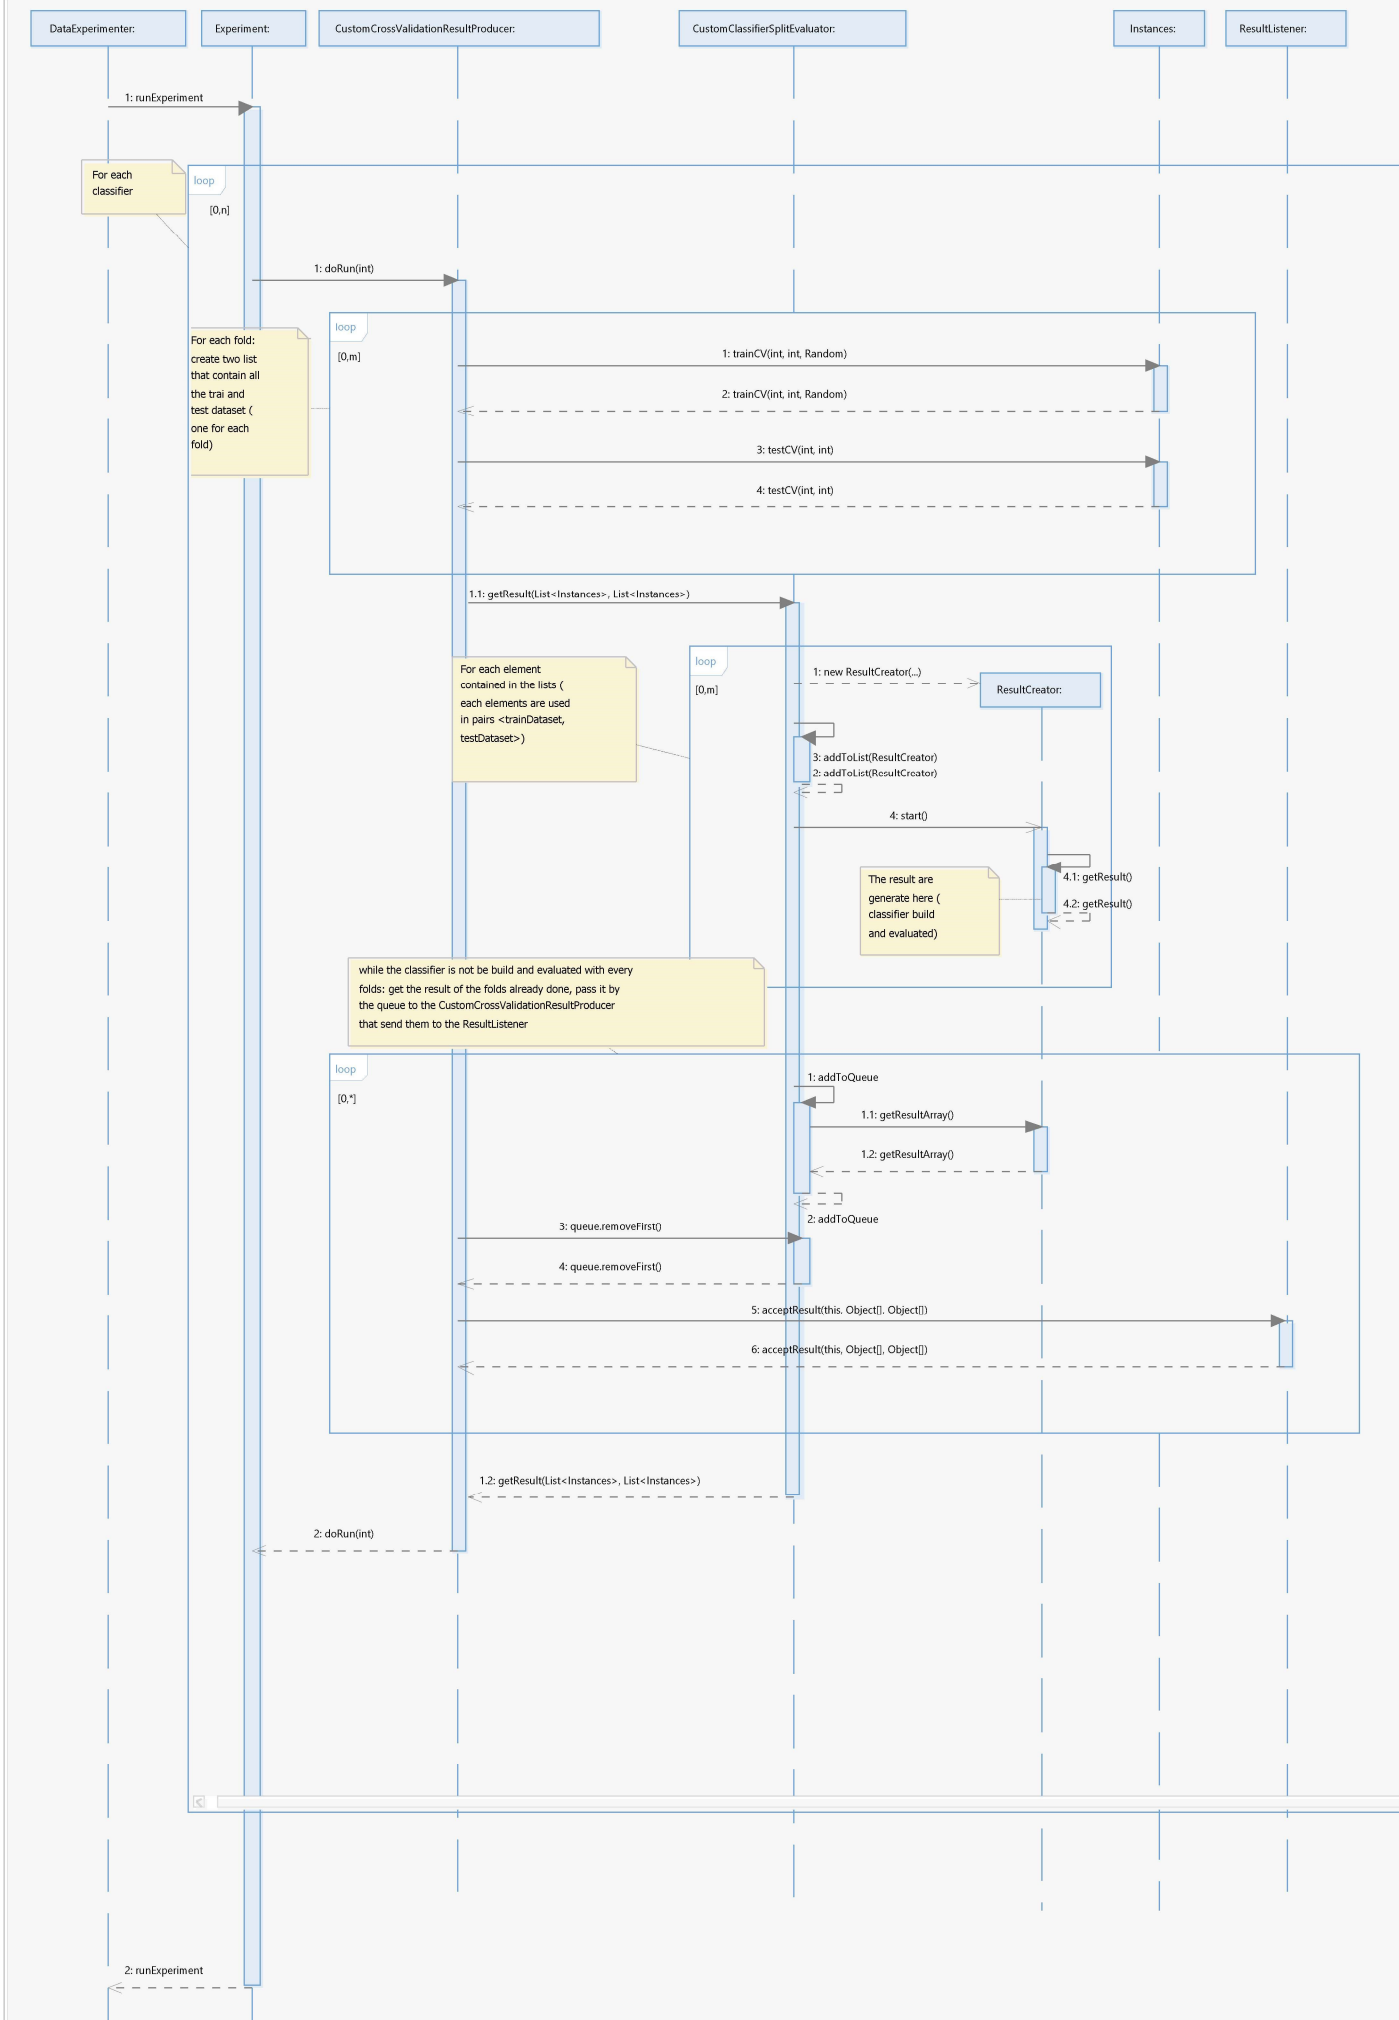 DataExperimenter:
Experiment:
CustomCrossValidationResultProducer:
CustomClassifierSplitEvaluator:
Instances:
ResultListener:
1: runExperiment
For each
classifier
loop
[0,n]
1: doRun(int)
For each fold:
create two list
that contain all
the trai and
test dataset (
one for each
fold)
loop
[0,m]
1: trainCV(int, int, Random)
2: trainCV(int, int, Random)
3: testCV(int, int)
4: testCV(int, int)
1.1: getResult(List<Instances>, List<Instances>)
For each element
contained in the lists (
each elements are used
in pairs <trainDataset,
testDataset>)
loop
[0,m]
1: new ResultCreator(...)
ResultCreator:
3: addToList(ResultCreator)
2: addToList(ResultCreator)
4: start()
4.1: getResult()
4.2: getResult()
The result are
generate here (
classifier build
and evaluated)
while the classifier is not be build and evaluated with every
folds: get the result of the folds already done, pass it by
the queue to the CustomCrossValidationResultProducer
that send them to the ResultListener
loop
[0,*]
1: addToQueue
1.1: getResultArray()
1.2: getResultArray()
2: addToQueue
3: queue.removeFirst()
4: queue.removeFirst()
5: acceptResult(this, Object[], Object[])
6: acceptResult(this, Object[], Object[])
1.2: getResult(List<Instances>, List<Instances>)
2: doRun(int)
2: runExperiment